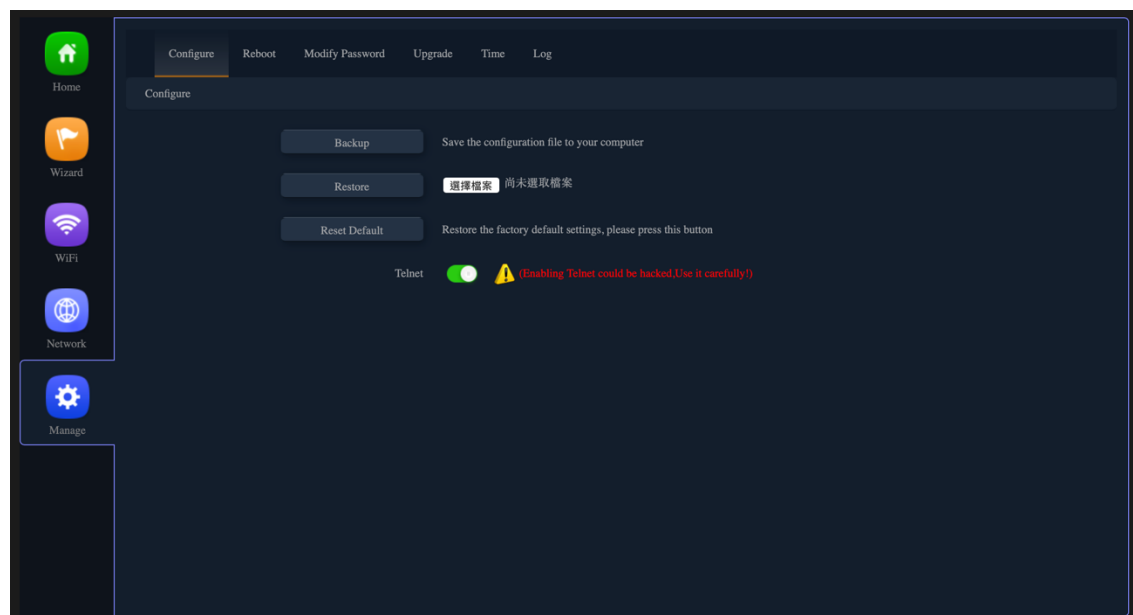 Home
Wizard
WiFi
Network
Manage
Configure Reboot Modify Password Upgrade Time Log
Configure
Backup Save the configuration file to your computer
Restore 選擇檔案 尚未選取檔案
Reset Default Restore the factory default settings, please press this button
Telnet (Enabling Telnet could be hacked,Use it carefully!)